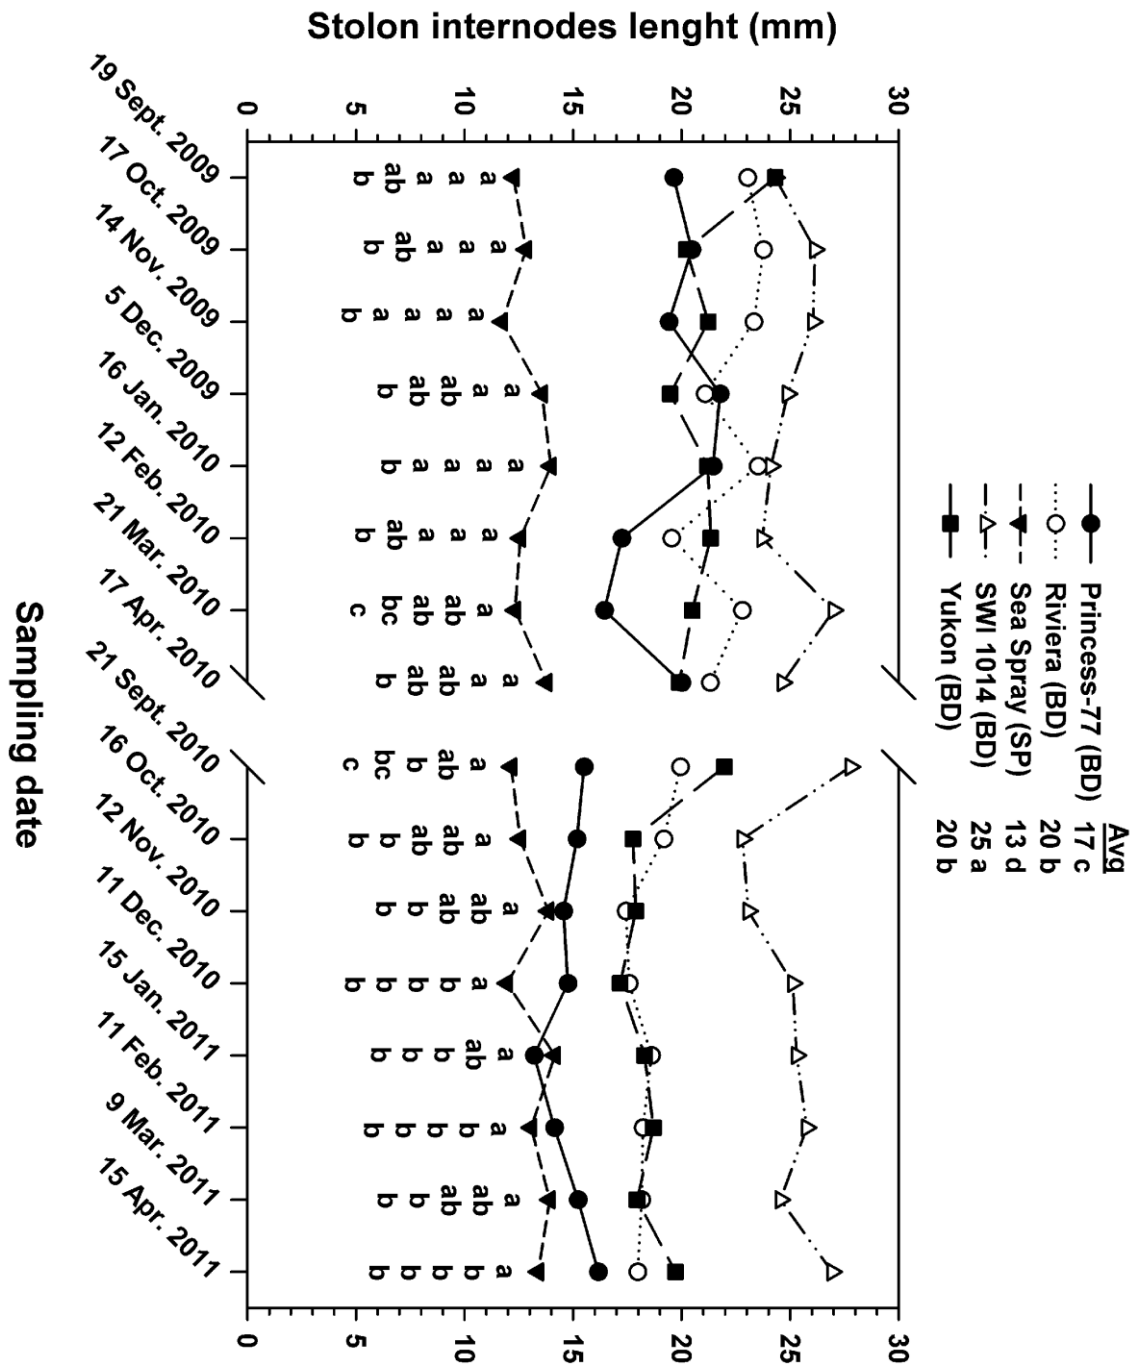 Avg
Princess-77 (BD) 17 c
Riviera (BD) 20 b
Sea Spray (SP) 13 d
SWI 1014 (BD) 25 a
Yukon (BD) 20 b
Stolon internodes lenght (mm)
30 30
25 25
20 20
15 15
10 10
5 5
0 0
a a a a a a a a a a a a a a a a
a a a a a a ab a ab ab ab b ab b ab b
a a a ab a a ab ab b ab ab b b b ab b
ab ab a ab a ab bc ab bc b b b b b b b
b b b b b b c b c b b b b b b b
19 Sept. 2009
17 Oct. 2009
14 Nov. 2009
5 Dec. 2009
16 Jan. 2010
12 Feb. 2010
21 Mar. 2010
17 Apr. 2010
21 Sept. 2010
16 Oct. 2010
12 Nov. 2010
11 Dec. 2010
15 Jan. 2011
11 Feb. 2011
9 Mar. 2011
15 Apr. 2011
Sampling date